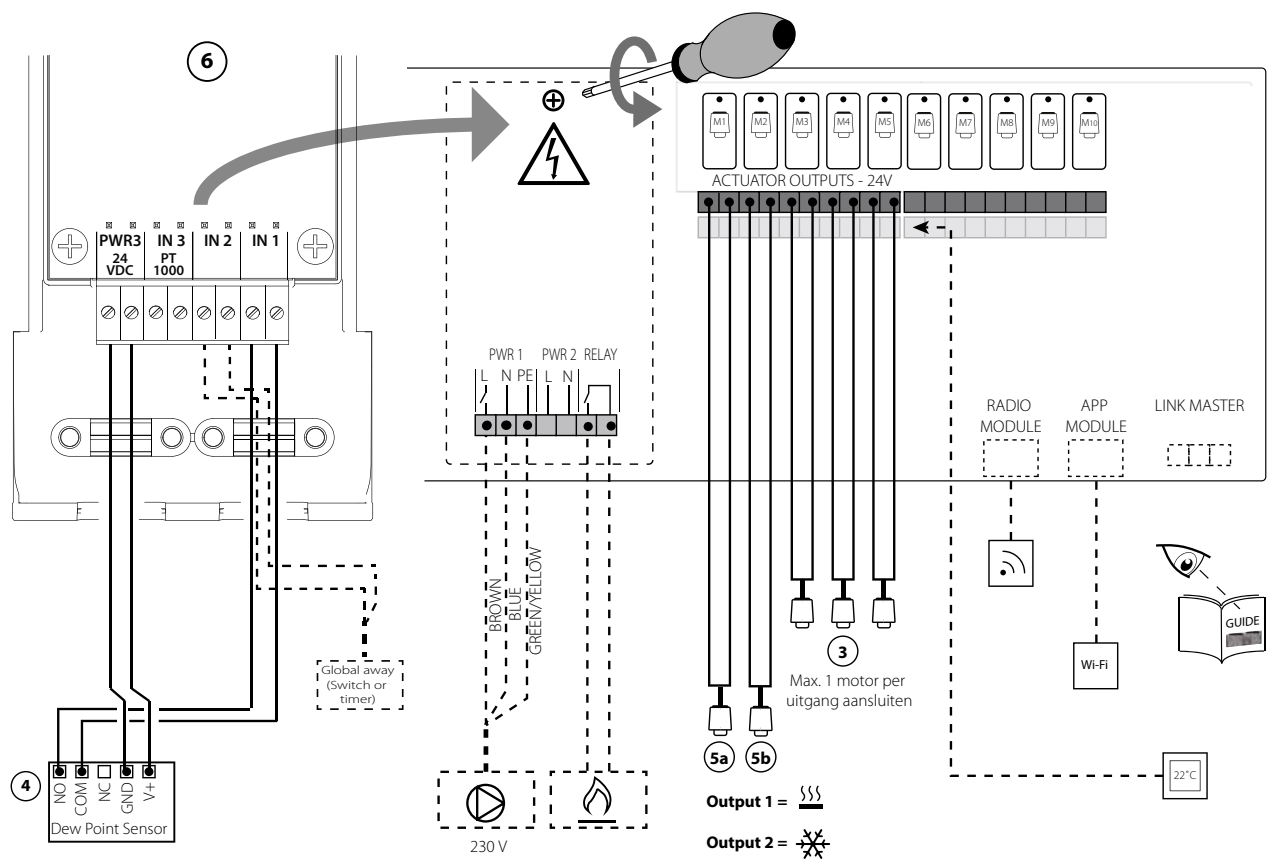 6
M1
M2
M3
M4
M5
M6
M7
M8
M9
M10
ACTUATOR OUTPUTS - 24V
PWR3
24
VDC
IN 3
PT
1000
IN 2
IN 1
PWR 1
PWR 2
RELAY
L
N
PE
L
N
RADIO
MODULE
APP
MODULE
LINK MASTER
BROWN
BLUE
GREEN/YELLOW
GUIDE
Wi-Fi
Global away
(Switch or
timer)
3
Max. 1 motor per
uitgang aansluiten
5a
5b
22°C
4
NO
COM
NC
GND
V+
Dew Point Sensor
230 V
Output 1 =
Output 2 =